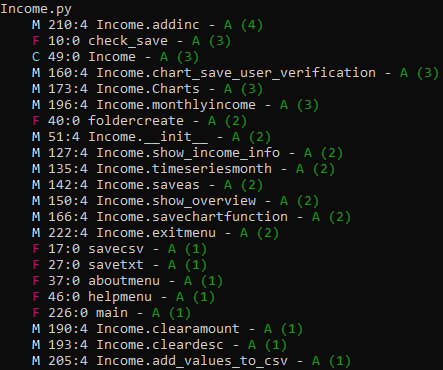 Income.py
M 210:4 Income.addinc - A (4)
F 10:0 check_save - A (3)
C 49:0 Income - A (3)
M 160:4 Income.chart_save_user_verification - A (3)
M 173:4 Income.Charts - A (3)
M 196:4 Income.monthlyincome - A (3)
F 40:0 foldercreate - A (2)
M 51:4 Income.__init__ - A (2)
M 127:4 Income.show_income_info - A (2)
M 135:4 Income.timeseriesmonth - A (2)
M 142:4 Income.saveas - A (2)
M 150:4 Income.show_overview - A (2)
M 166:4 Income.savechartfunction - A (2)
M 222:4 Income.exitmenu - A (2)
F 17:0 savecsv - A (1)
F 27:0 savetxt - A (1)
F 37:0 aboutmenu - A (1)
F 46:0 helpmenu - A (1)
F 226:0 main - A (1)
M 190:4 Income.clearamount - A (1)
M 193:4 Income.cleardesc - A (1)
M 205:4 Income.add_values_to_csv - A (1)